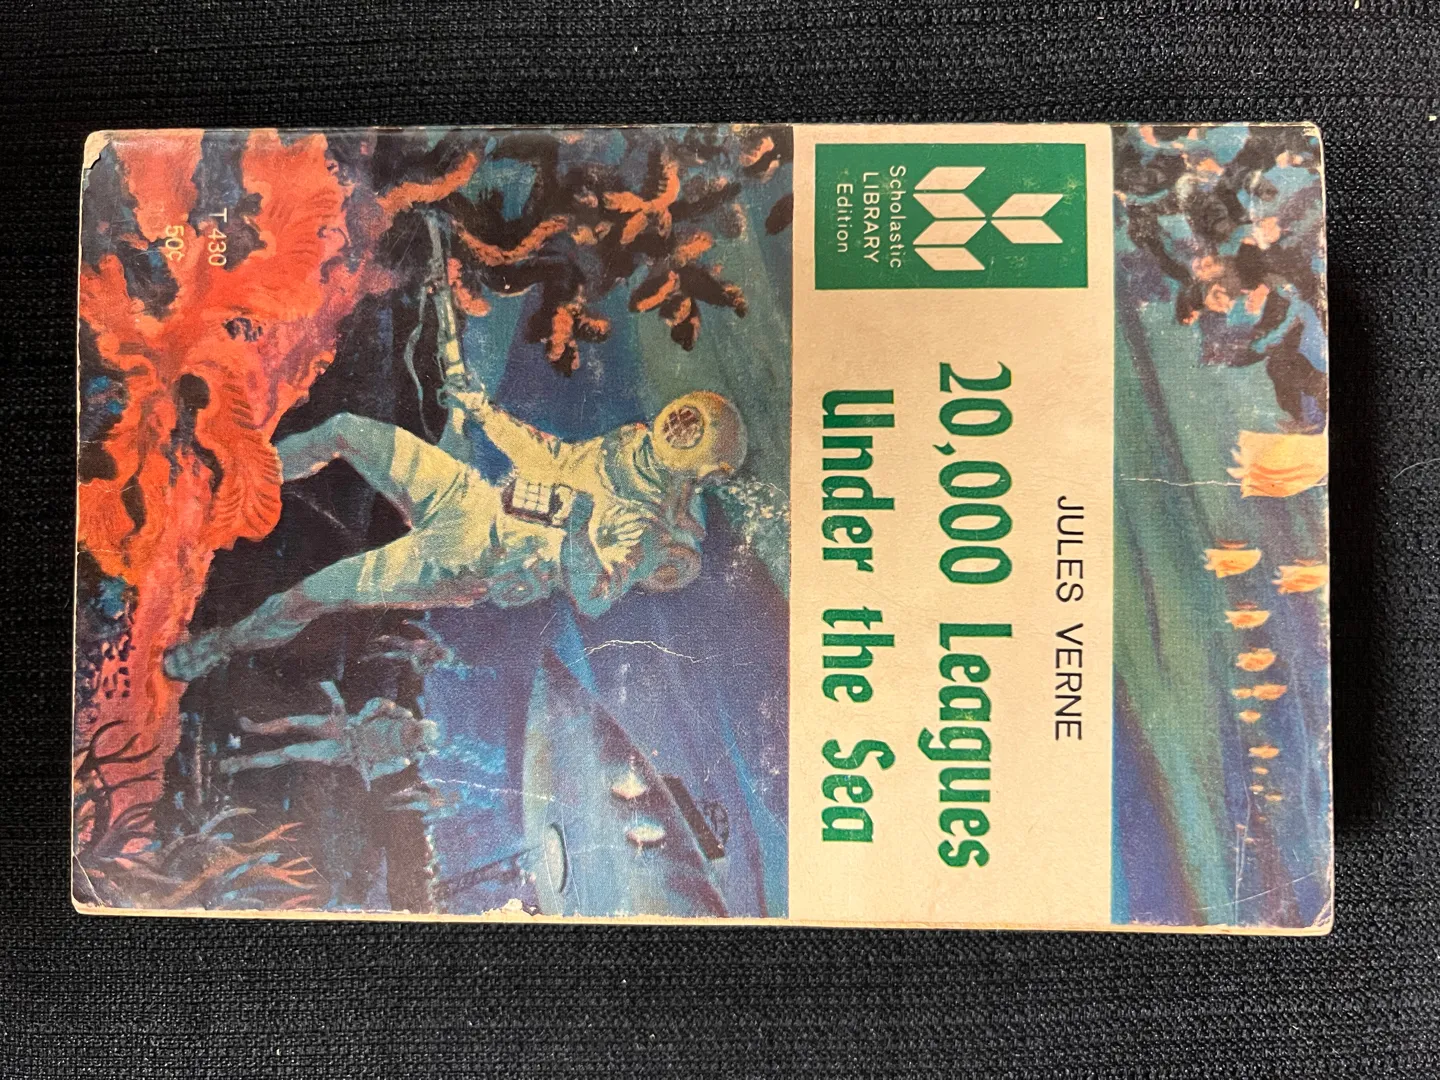 JULES VERNE
20,000 Leagues
Under the Sea
Scholastic
LIBRARY
Edition
T 430
50¢